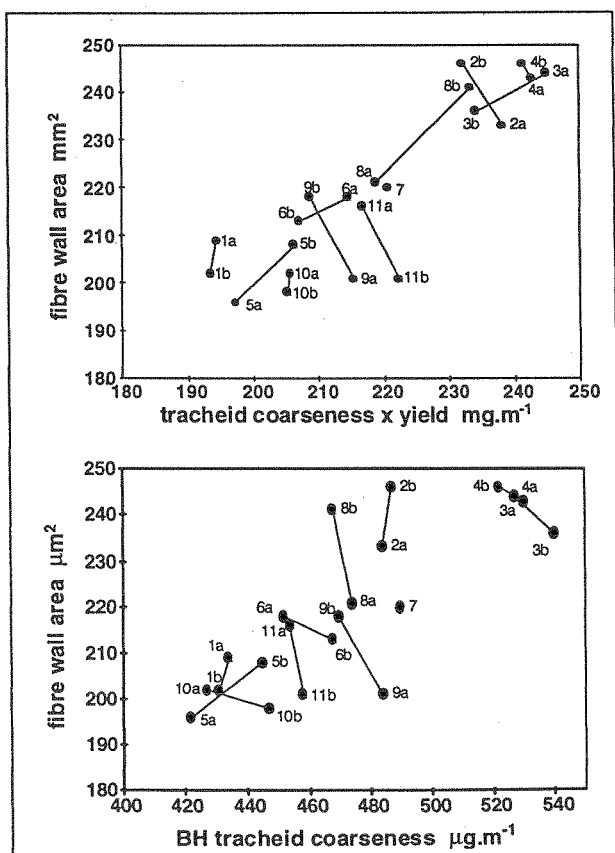 250
240
230
220
210
200
190
180
fibre wall area mm²
2b 4b 3a
8b 4a
3b 2a
8a 7
9b 6a
6b 11a
1a 5b
1b 10a 9a 11b
5a 10b
180 190 200 210 220 230 240 250
tracheid coarseness x yield mg.m⁻¹
250
240
230
220
210
200
190
180
fibre wall area µm²
2b 4b 4a
8b 3a
2a 3b
8a 7
6a 9b
11a 6b
1a 5b
10a 1b 11b 9a
5a 10b
400 420 440 460 480 500 520 540
BH tracheid coarseness µg.m⁻¹